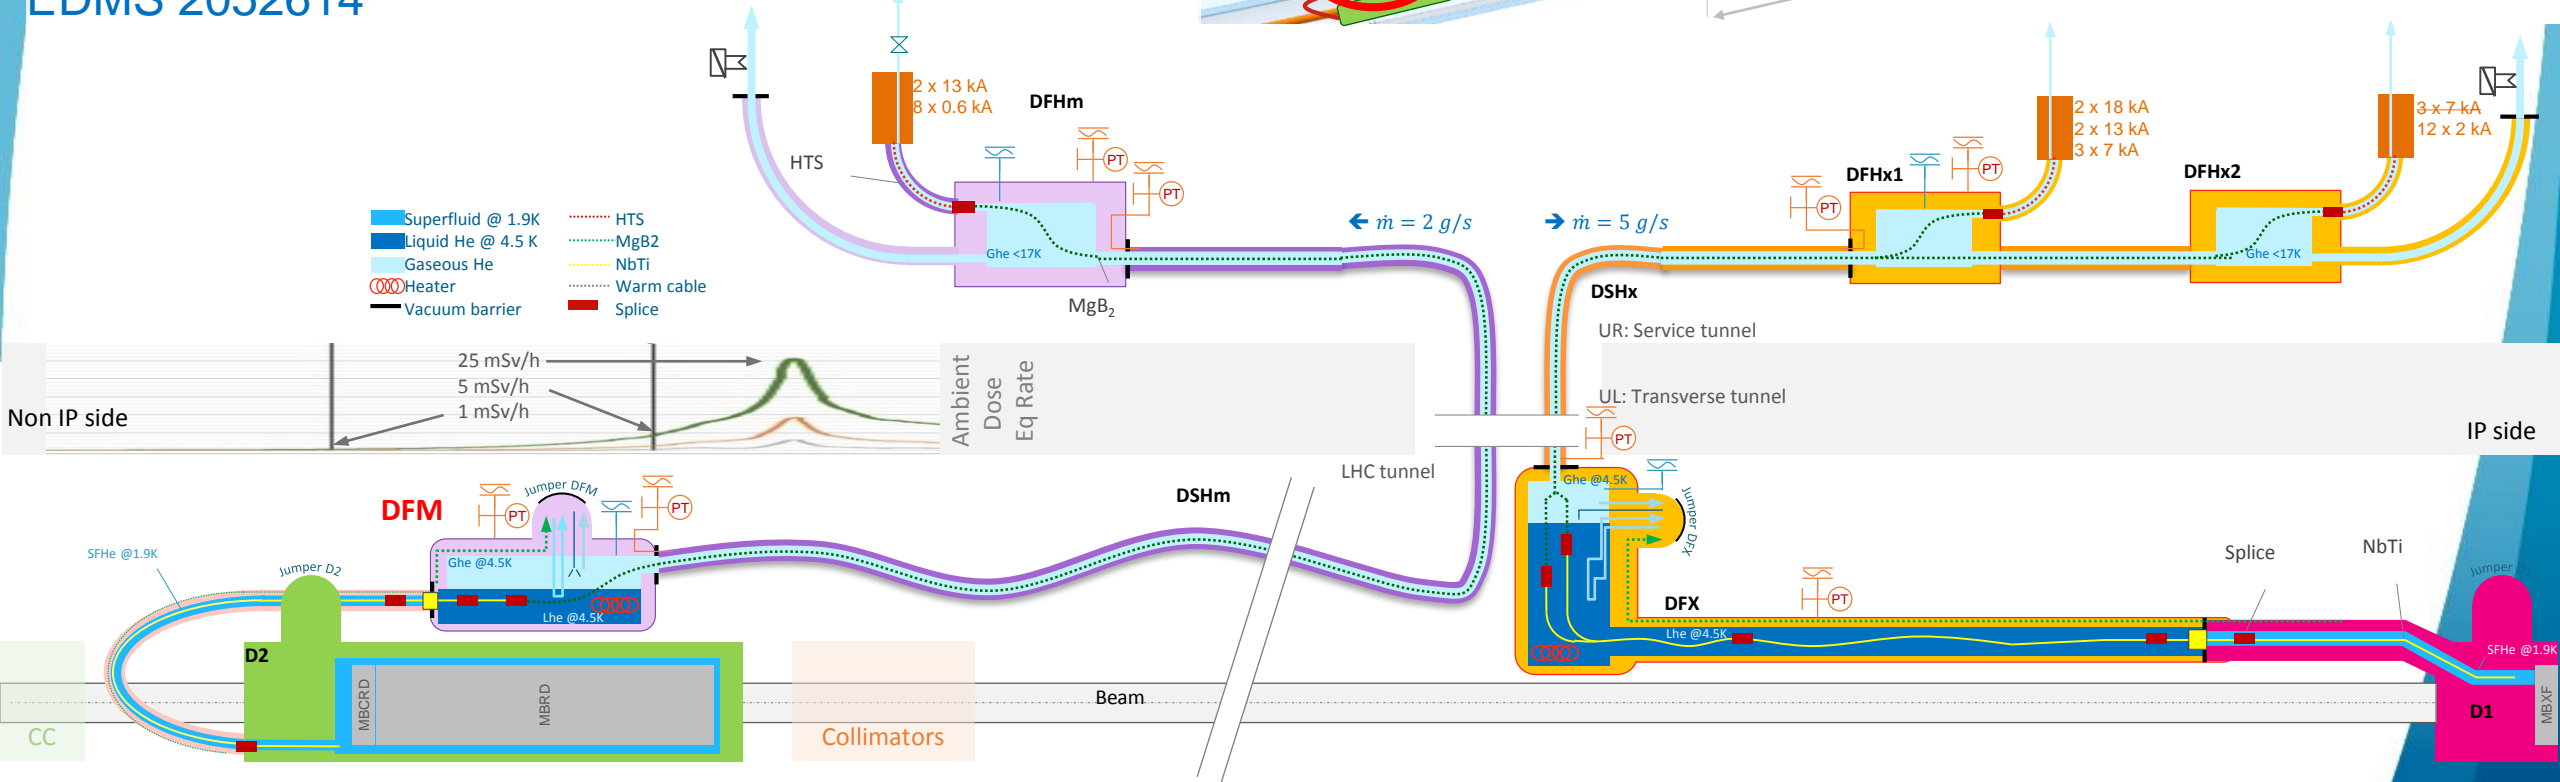 EDMS 2052614
2 x 13 kA
8 x 0.6 kA
DFHm
PT
PT
HTS
Ghe <17K
MgB2
🡸 ṁ = 2 g/s
🡺 ṁ = 5 g/s
DSHx
DFHx1
PT
PT
2 x 18 kA
2 x 13 kA
3 x 7 kA
DFHx2
3 x 7 kA
12 x 2 kA
Ghe <17K
Superfluid @ 1.9K
Liquid He @ 4.5 K
Gaseous He
Heater
Vacuum barrier
HTS
MgB2
NbTi
Warm cable
Splice
UR: Service tunnel
UL: Transverse tunnel
Non IP side
25 mSv/h
5 mSv/h
1 mSv/h
Ambient
Dose
Eq Rate
IP side
LHC tunnel
DSHm
DFM
PT
Jumper DFM
PT
Ghe @4.5K
Lhe @4.5K
SFHe @1.9K
Jumper D2
D2
MBCRD
MBRD
CC
Collimators
Beam
PT
Ghe @4.5K
Jumper DFX
DFX
PT
Lhe @4.5K
Splice
NbTi
Jumper D1
SFHe @1.9K
D1
MBXF